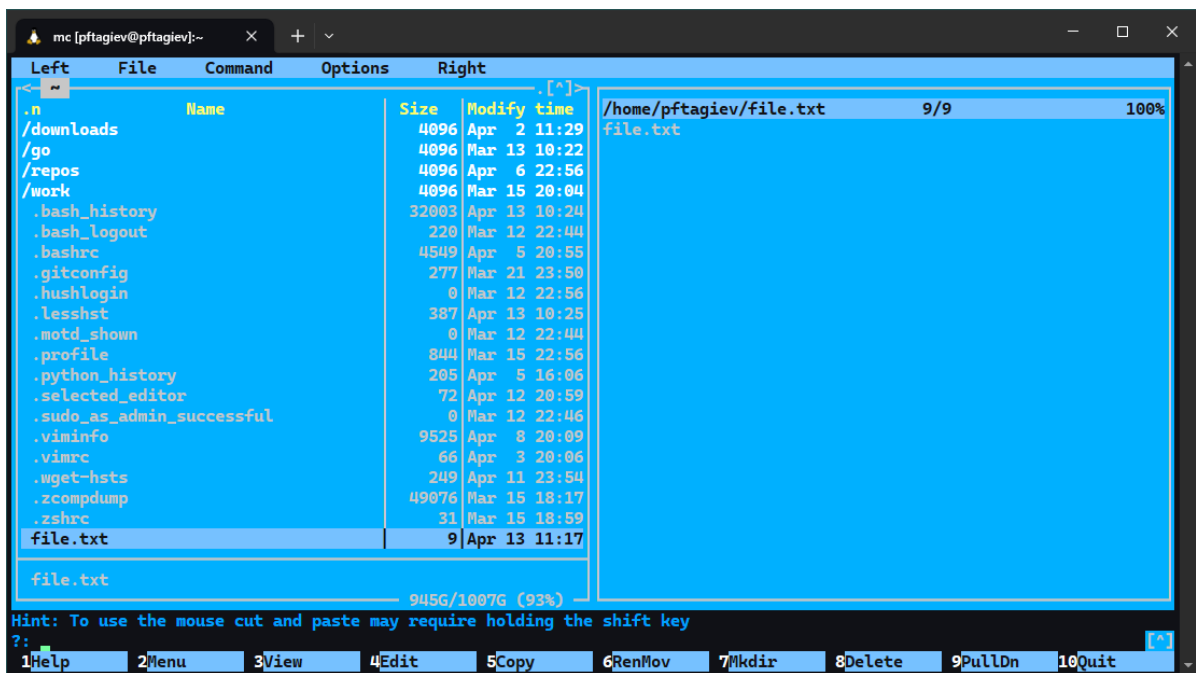 mc [pftagiev@pftagiev]:~
Left File Command Options Right
<- ~ .[^]>
.n Name Size Modify time
/downloads 4096 Apr 2 11:29
/go 4096 Mar 13 10:22
/repos 4096 Apr 6 22:56
/work 4096 Mar 15 20:04
.bash_history 32003 Apr 13 10:24
.bash_logout 220 Mar 12 22:44
.bashrc 4549 Apr 5 20:55
.gitconfig 277 Mar 21 23:50
.hushlogin 0 Mar 12 22:56
.lesshst 387 Apr 13 10:25
.motd_shown 0 Mar 12 22:44
.profile 844 Mar 15 22:56
.python_history 205 Apr 5 16:06
.selected_editor 72 Apr 12 20:59
.sudo_as_admin_successful 0 Mar 12 22:46
.viminfo 9525 Apr 8 20:09
.vimrc 66 Apr 3 20:06
.wget-hsts 249 Apr 11 23:54
.zcompdump 49076 Mar 15 18:17
.zshrc 31 Mar 15 18:59
file.txt 9 Apr 13 11:17
file.txt
945G/1007G (93%)
/home/pftagiev/file.txt 9/9 100%
file.txt
Hint: To use the mouse cut and paste may require holding the shift key
?: [^]
1Help 2Menu 3View 4Edit 5Copy 6RenMov 7Mkdir 8Delete 9PullDn 10Quit